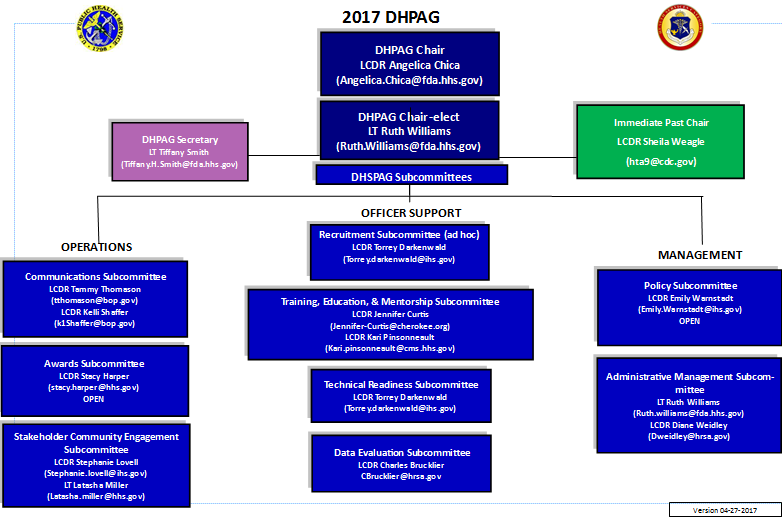 2017 DHPAG
U.S. PUBLIC HEALTH SERVICE
1798
DHPAG Chair
LCDR Angelica Chica
(Angelica.Chica@fda.hhs.gov)
DHPAG Chair-elect
LT Ruth Williams
(Ruth.Williams@fda.hhs.gov)
DHPAG Secretary
LT Tiffany Smith
(Tiffany.H.Smith@fda.hhs.gov)
Immediate Past Chair
LCDR Sheila Weagle
(hta9@cdc.gov)
DHSPAG Subcommittees
OPERATIONS
Communications Subcommittee
LCDR Tammy Thomason
(tthomason@bop.gov)
LCDR Kelli Shaffer
(k1Shaffer@bop.gov)
Awards Subcommittee
LCDR Stacy Harper
(stacy.harper@hhs.gov)
OPEN
Stakeholder Community Engagement
Subcommittee
LCDR Stephanie Lovell
(Stephanie.lovell@ihs.gov)
LT Latasha Miller
(Latasha.miller@hhs.gov)
OFFICER SUPPORT
Recruitment Subcommittee (ad hoc)
LCDR Torrey Darkenwald
(Torrey.darkenwald@ihs.gov)
Training, Education, & Mentorship Subcommittee
LCDR Jennifer Curtis
(Jennifer-Curtis@cherokee.org)
LCDR Kari Pinsonneault
(Kari.pinsonneault@cms.hhs.gov)
Technical Readiness Subcommittee
LCDR Torrey Darkenwald
(Torrey.darkenwald@ihs.gov)
Data Evaluation Subcommittee
LCDR Charles Brucklier
CBrucklier@hrsa.gov
MANAGEMENT
Policy Subcommittee
LCDR Emily Warnstadt
(Emily.Warnstadt@ihs.gov)
OPEN
Administrative Management Subcom-
mittee
LT Ruth Williams
(Ruth.williams@fda.hhs.gov)
LCDR Diane Weidley
(Dweidley@hrsa.gov)
Version 04-27-2017